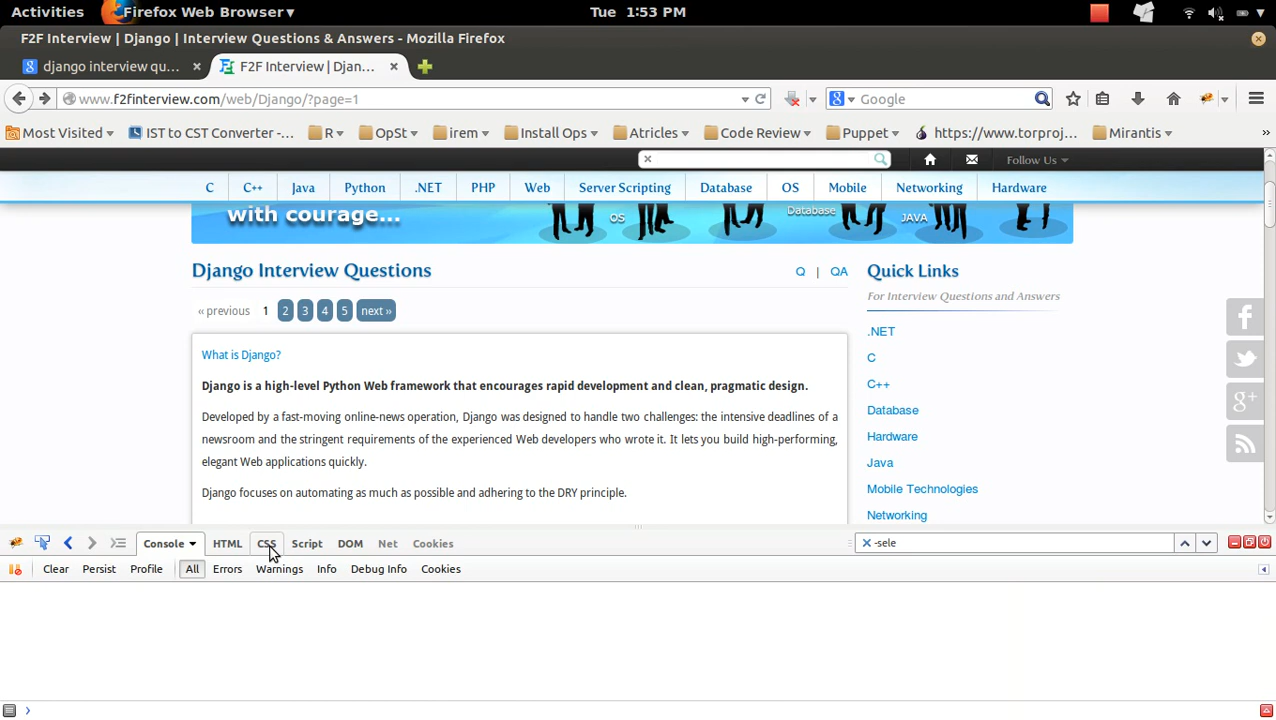 Activities Firefox Web Browser ▾ Tue 1:53 PM
F2F Interview | Django | Interview Questions & Answers - Mozilla Firefox
django interview qu... F2F Interview | Djan...
www.f2finterview.com/web/Django/?page=1 Google
Most Visited IST to CST Converter -... R OpSt irem Install Ops Atricles Code Review Puppet https://www.torproj... Mirantis »
Follow Us
C C++ Java Python .NET PHP Web Server Scripting Database OS Mobile Networking Hardware
with courage... OS Database JAVA
Django Interview Questions Q | QA
« previous 1 2 3 4 5 next »
What is Django?
Django is a high-level Python Web framework that encourages rapid development and clean, pragmatic design.
Developed by a fast-moving online-news operation, Django was designed to handle two challenges: the intensive deadlines of a
newsroom and the stringent requirements of the experienced Web developers who wrote it. It lets you build high-performing,
elegant Web applications quickly.
Django focuses on automating as much as possible and adhering to the DRY principle.
Quick Links
For Interview Questions and Answers
.NET
C
C++
Database
Hardware
Java
Mobile Technologies
Networking
Console HTML CSS Script DOM Net Cookies -sele
Clear Persist Profile All Errors Warnings Info Debug Info Cookies